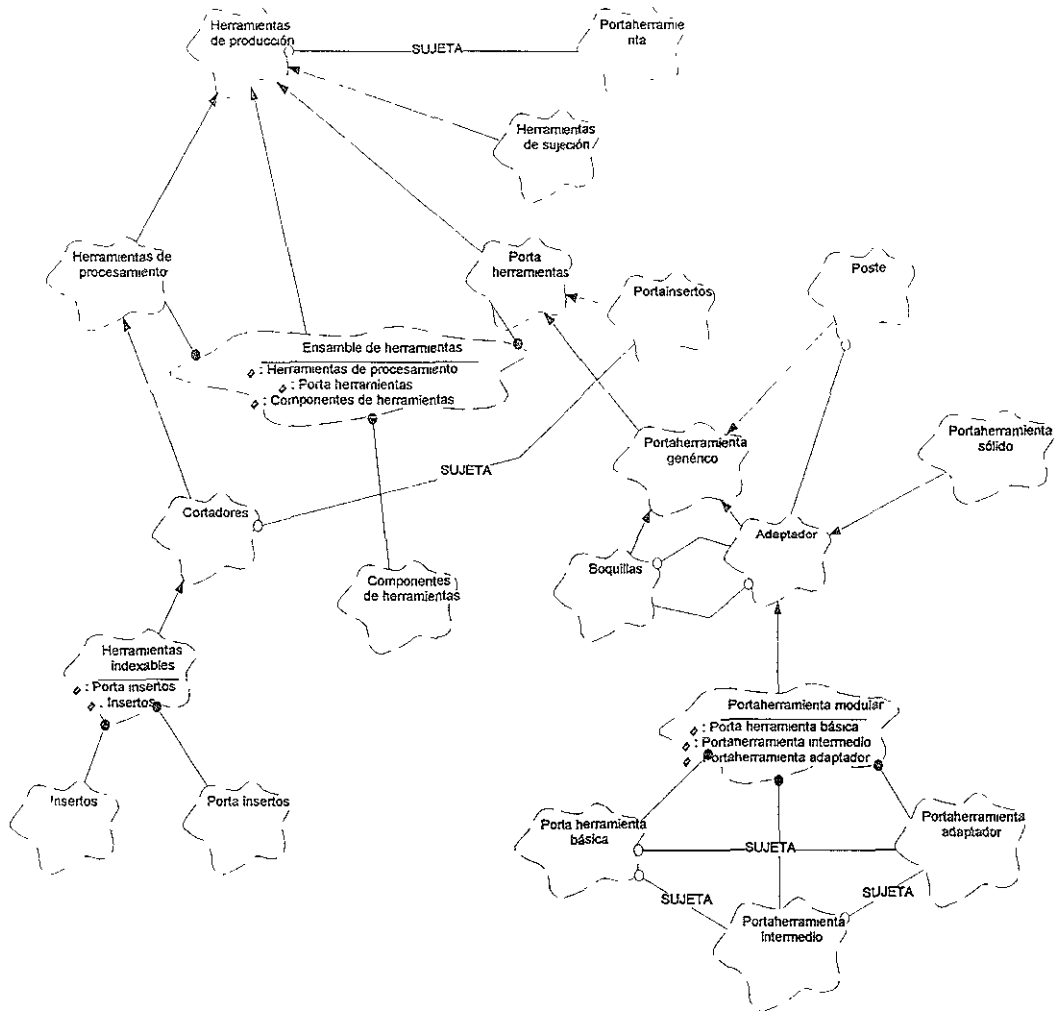 Herramientas
de producción
SUJETA
Portaherramie
nta
Herramientas
de sujeción
Herramientas de
procesamiento
Porta
herramientas
Portainsertos
Poste
Ensamble de herramientas
: Herramientas de procesamiento
: Porta herramientas
: Componentes de herramientas
Portaherramienta
genérico
Portaherramienta
sólido
SUJETA
Cortadores
Adaptador
Boquillas
Componentes
de herramientas
Herramientas
indexables
: Porta insertos
: Insertos
Portaherramienta modular
: Porta herramienta básica
: Portaherramienta intermedio
Portaherramienta adaptador
Insertos
Porta insertos
Porta herramienta
básica
Portaherramienta
adaptador
SUJETA
SUJETA
SUJETA
Portaherramienta
intermedio